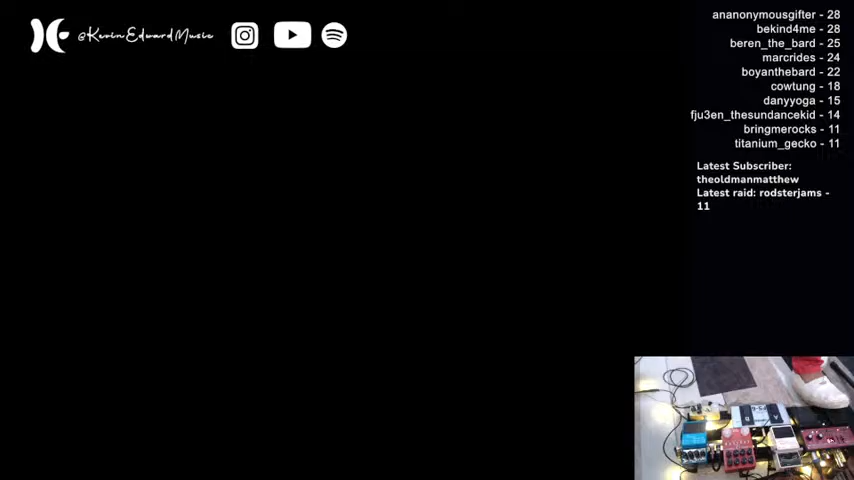 @KevinEdwardMusic
ananonymousgifter - 28
bekind4me - 28
beren_the_bard - 25
marcrides - 24
boyanthebard - 22
cowtung - 18
danyyoga - 15
fju3en_thesundancekid - 14
bringmerocks - 11
titanium_gecko - 11
Latest Subscriber:
theoldmanmatthew
Latest raid: rodsterjams -
11